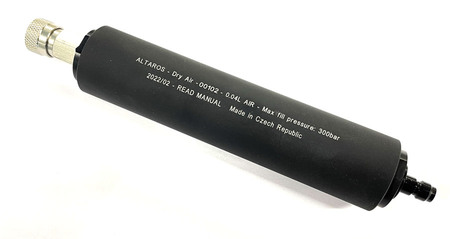 ALTAROS - Dry Air - 00102 - 0.04L AIR - Max fill pressure: 300bar
2022/02 - READ MANUAL Made in Czech Republic